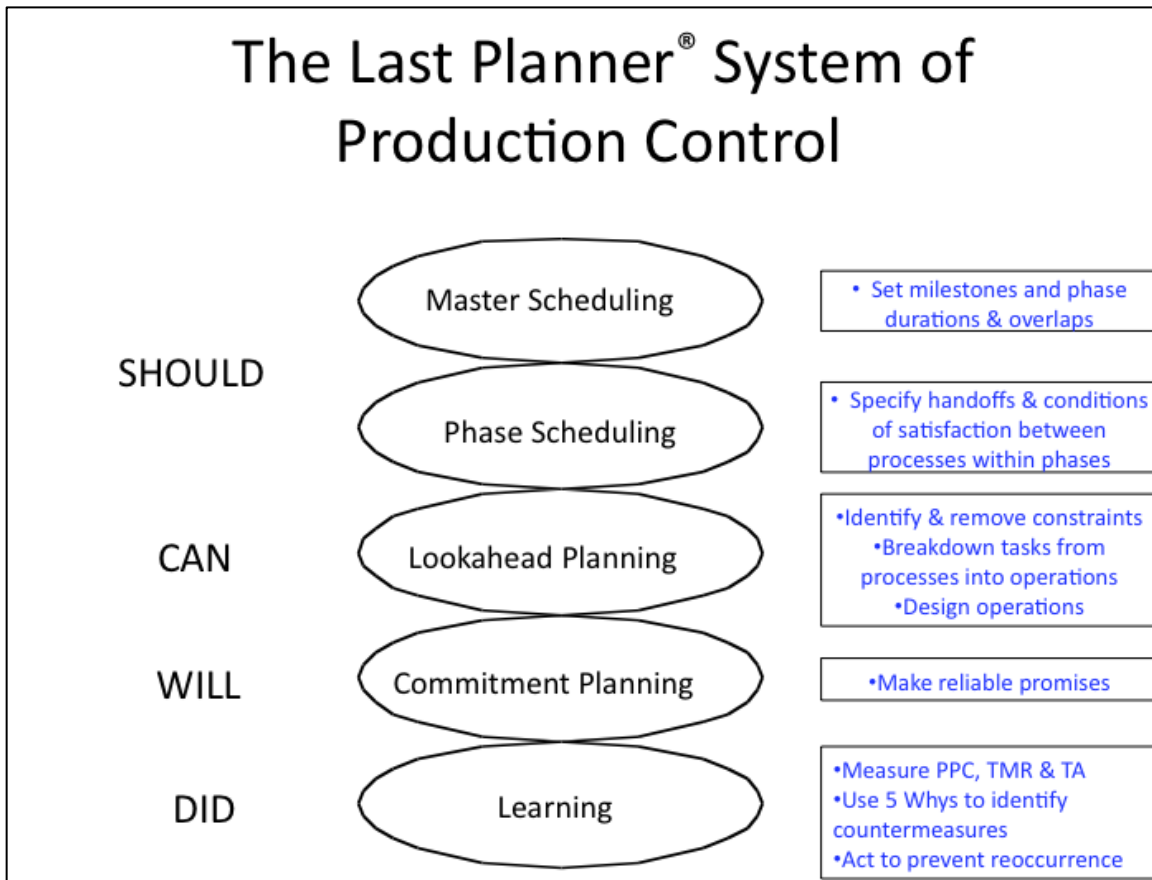 The Last Planner® System of
Production Control
Master Scheduling
• Set milestones and phase
durations & overlaps
SHOULD
Phase Scheduling
• Specify handoffs & conditions
of satisfaction between
processes within phases
CAN
Lookahead Planning
•Identify & remove constraints
•Breakdown tasks from
processes into operations
•Design operations
WILL
Commitment Planning
•Make reliable promises
DID
Learning
•Measure PPC, TMR & TA
•Use 5 Whys to identify
countermeasures
•Act to prevent reoccurrence